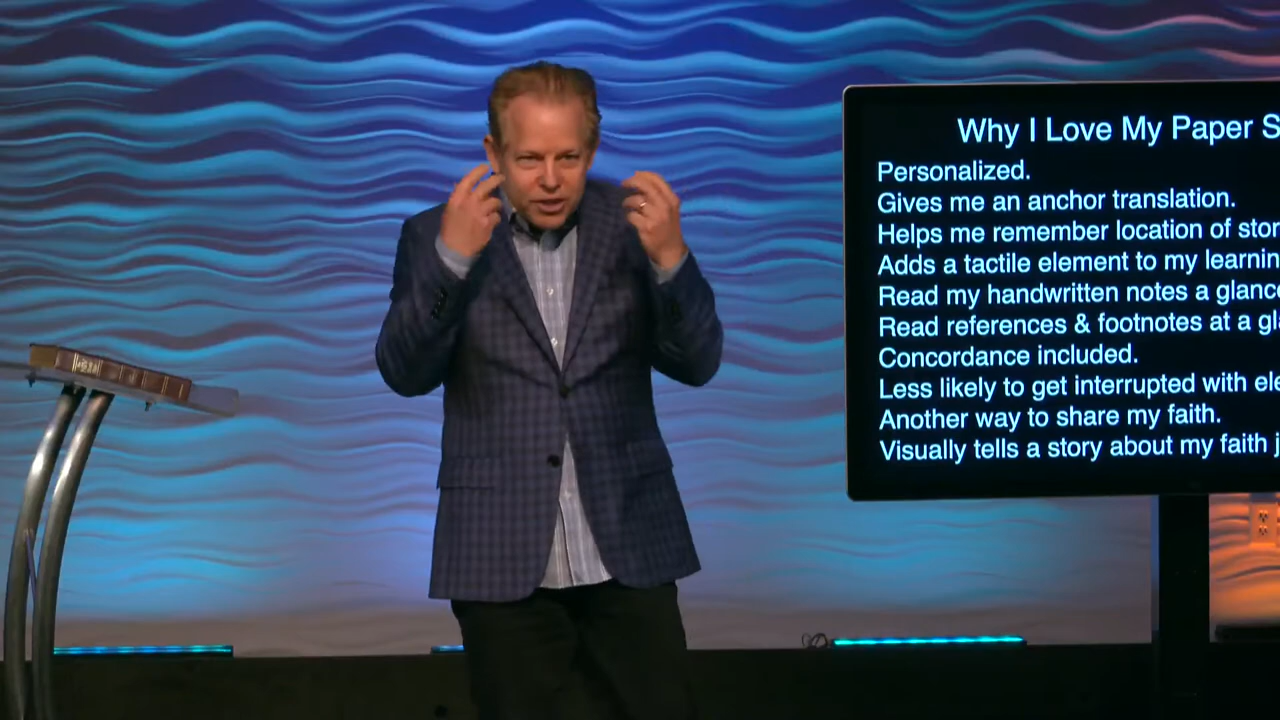 Why I Love My Paper S
Personalized.
Gives me an anchor translation.
Helps me remember location of stor
Adds a tactile element to my learnin
Read my handwritten notes a glance
Read references & footnotes at a gla
Concordance included.
Less likely to get interrupted with ele
Another way to share my faith.
Visually tells a story about my faith j